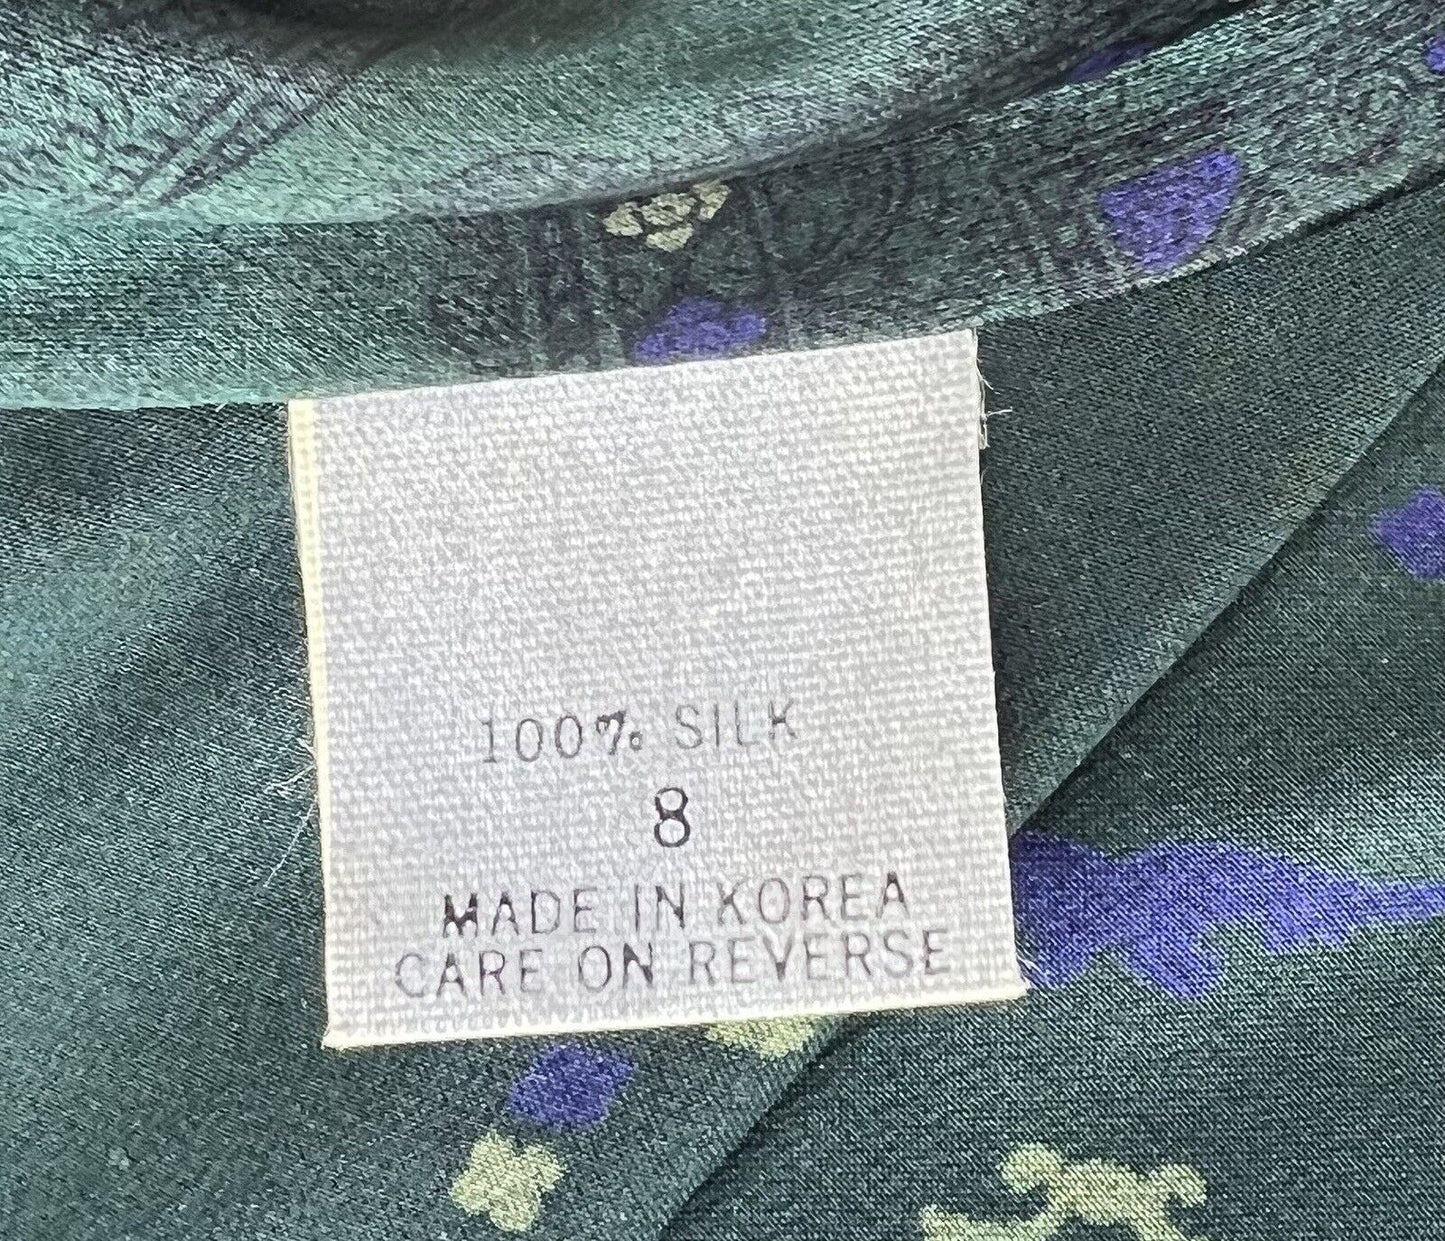 100% SILK
8
MADE IN KOREA
CARE ON REVERSE